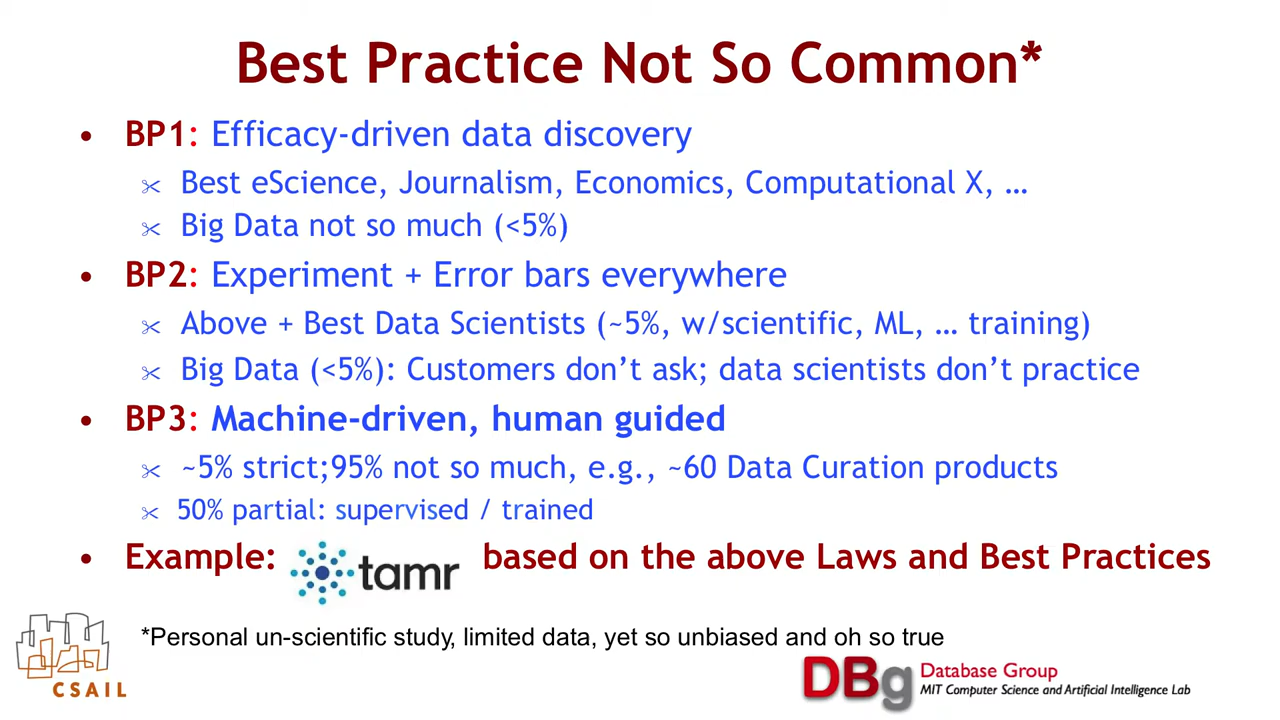 Best Practice Not So Common*
• BP1: Efficacy-driven data discovery
Best eScience, Journalism, Economics, Computational X, …
Big Data not so much (<5%)
• BP2: Experiment + Error bars everywhere
Above + Best Data Scientists (~5%, w/scientific, ML, … training)
Big Data (<5%): Customers don’t ask; data scientists don’t practice
• BP3: Machine-driven, human guided
~5% strict;95% not so much, e.g., ~60 Data Curation products
50% partial: supervised / trained
• Example: tamr based on the above Laws and Best Practices
*Personal un-scientific study, limited data, yet so unbiased and oh so true
CSAIL
DBg Database Group
MIT Computer Science and Artificial Intelligence Lab